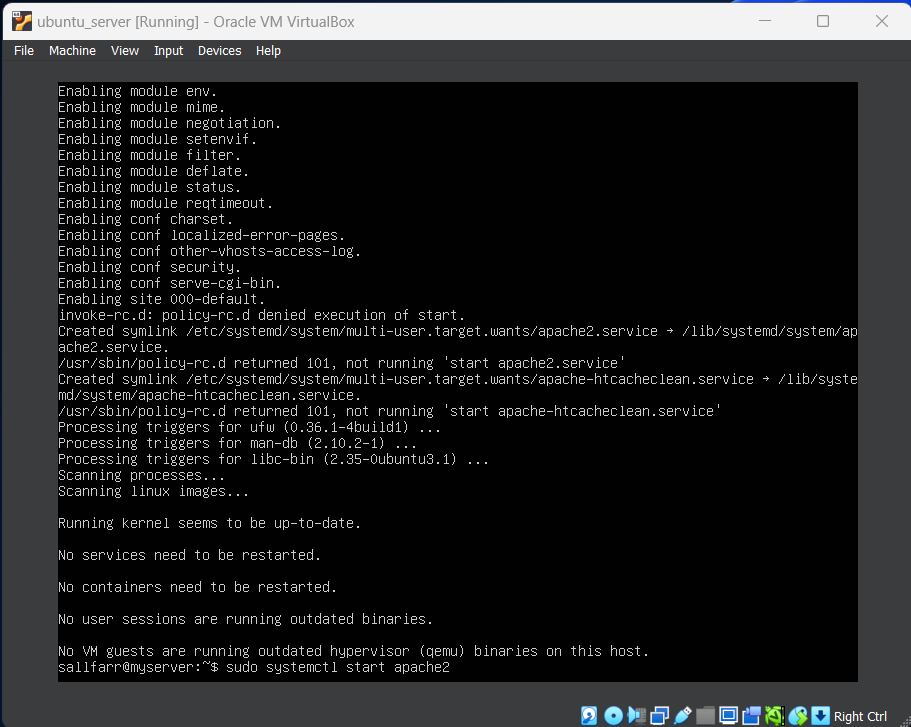 ubuntu_server [Running] - Oracle VM VirtualBox
File Machine View Input Devices Help
Enabling module env.
Enabling module mime.
Enabling module negotiation.
Enabling module setenvif.
Enabling module filter.
Enabling module deflate.
Enabling module status.
Enabling module reqtimeout.
Enabling conf charset.
Enabling conf localized-error-pages.
Enabling conf other-vhosts-access-log.
Enabling conf security.
Enabling conf serve-cgi-bin.
Enabling site 000-default.
invoke-rc.d: policy-rc.d denied execution of start.
Created symlink /etc/systemd/system/multi-user.target.wants/apache2.service → /lib/systemd/system/ap
ache2.service.
/usr/sbin/policy-rc.d returned 101, not running 'start apache2.service'
Created symlink /etc/systemd/system/multi-user.target.wants/apache-htcacheclean.service → /lib/syste
md/system/apache-htcacheclean.service.
/usr/sbin/policy-rc.d returned 101, not running 'start apache-htcacheclean.service'
Processing triggers for ufw (0.36.1-4build1) ...
Processing triggers for man-db (2.10.2-1) ...
Processing triggers for libc-bin (2.35-0ubuntu3.1) ...
Scanning processes...
Scanning linux images...
Running kernel seems to be up-to-date.
No services need to be restarted.
No containers need to be restarted.
No user sessions are running outdated binaries.
No VM guests are running outdated hypervisor (qemu) binaries on this host.
sallfarr@myserver:~$ sudo systemctl start apache2
Right Ctrl